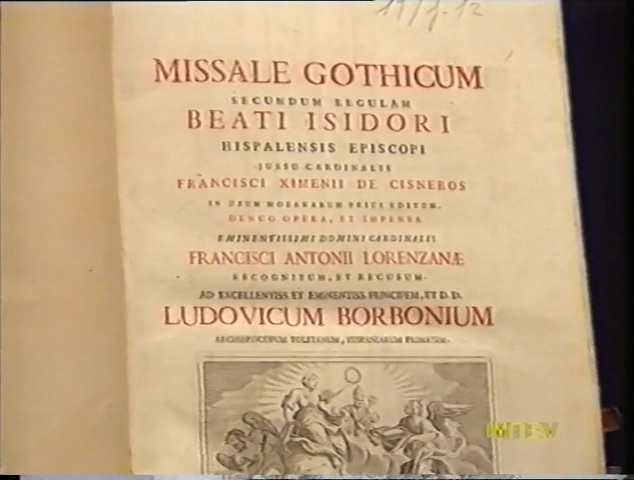 MISSALE GOTHICUM
SECUNDUM REGULAM
BEATI ISIDORI
HISPALENSIS EPISCOPI
JUSSU CARDINALIS
FRANCISCI XIMENII DE CISNEROS
IN USUM MOZARABUM PRIUS EDITUM,
DENUO OPERA, ET IMPENSA
EMINENTISSIMI DOMINI CARDINALIS
FRANCISCI ANTONII LORENZANÆ
RECOGNITUM, ET RECUSUM.
AD EXCELLENTISS. ET EMINENTISS. PRINCIPEM, ET D. D.
LUDOVICUM BORBONIUM
ARCHIEPISCOPUM TOLETANUM, HISPANIARUM PRIMATEM.